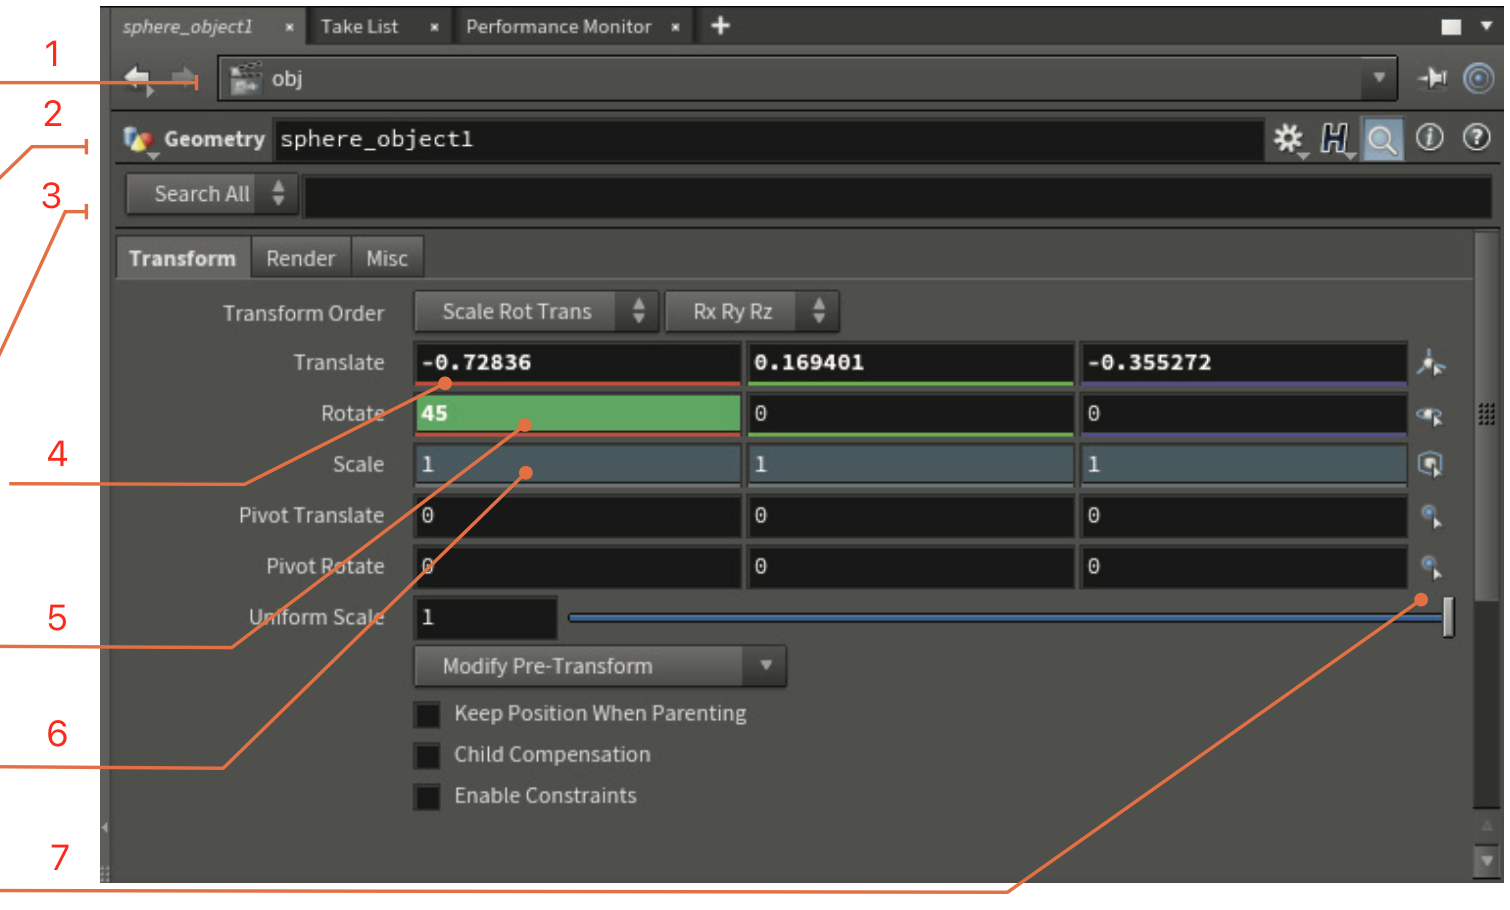 sphere_object1 Take List Performance Monitor
1
obj
2
Geometry sphere_object1
3
Search All
Transform Render Misc
Transform Order Scale Rot Trans Rx Ry Rz
Translate -0.72836 0.169401 -0.355272
Rotate 45 0 0
4
Scale 1 1 1
Pivot Translate 0 0 0
Pivot Rotate 0 0 0
5
Uniform Scale 1
Modify Pre-Transform
Keep Position When Parenting
6
Child Compensation
Enable Constraints
7